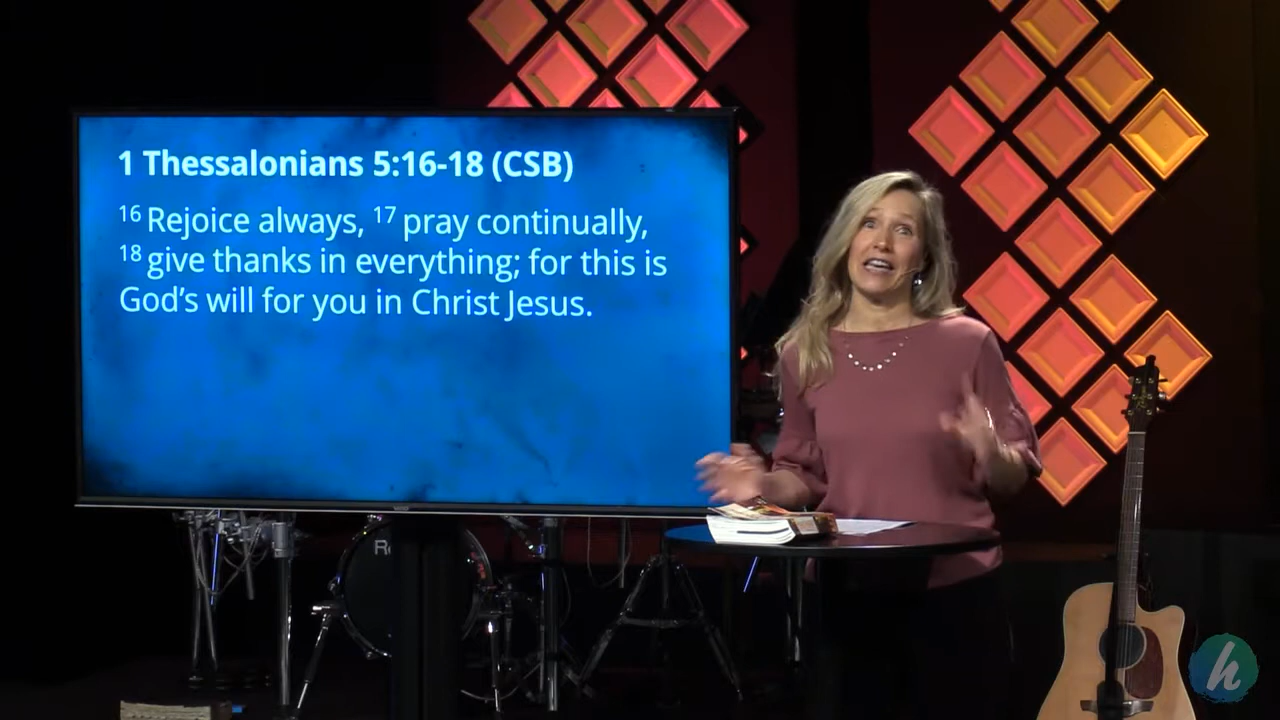 1 Thessalonians 5:16-18 (CSB)
16 Rejoice always, 17 pray continually,
18 give thanks in everything; for this is
God’s will for you in Christ Jesus.
h